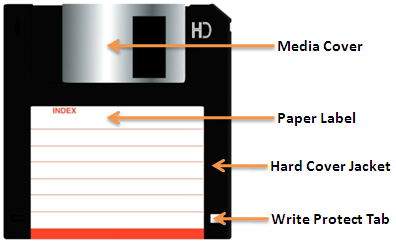 HD
Media Cover
INDEX
Paper Label
Hard Cover Jacket
Write Protect Tab